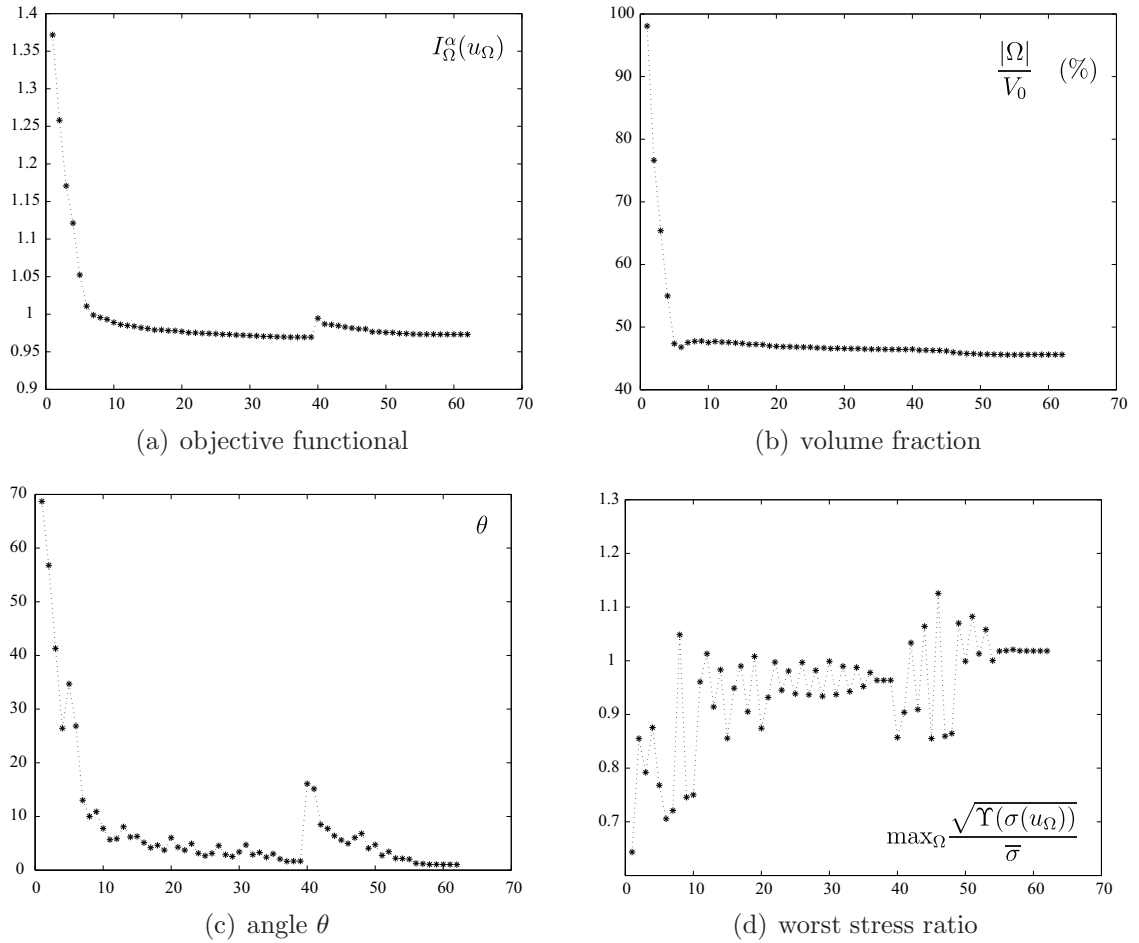 1.4
1.35
1.3
1.25
1.2
1.15
1.1
1.05
1
0.95
0.9
0 10 20 30 40 50 60 70
I_Ω^α(u_Ω)
(a) objective functional
100
90
80
70
60
50
40
0 10 20 30 40 50 60 70
|Ω|/V_0 (%)
(b) volume fraction
70
60
50
40
30
20
10
0
0 10 20 30 40 50 60 70
θ
(c) angle θ
1.3
1.2
1.1
1
0.9
0.8
0.7
0 10 20 30 40 50 60 70
max_Ω √Υ(σ(u_Ω))/σ̅
(d) worst stress ratio